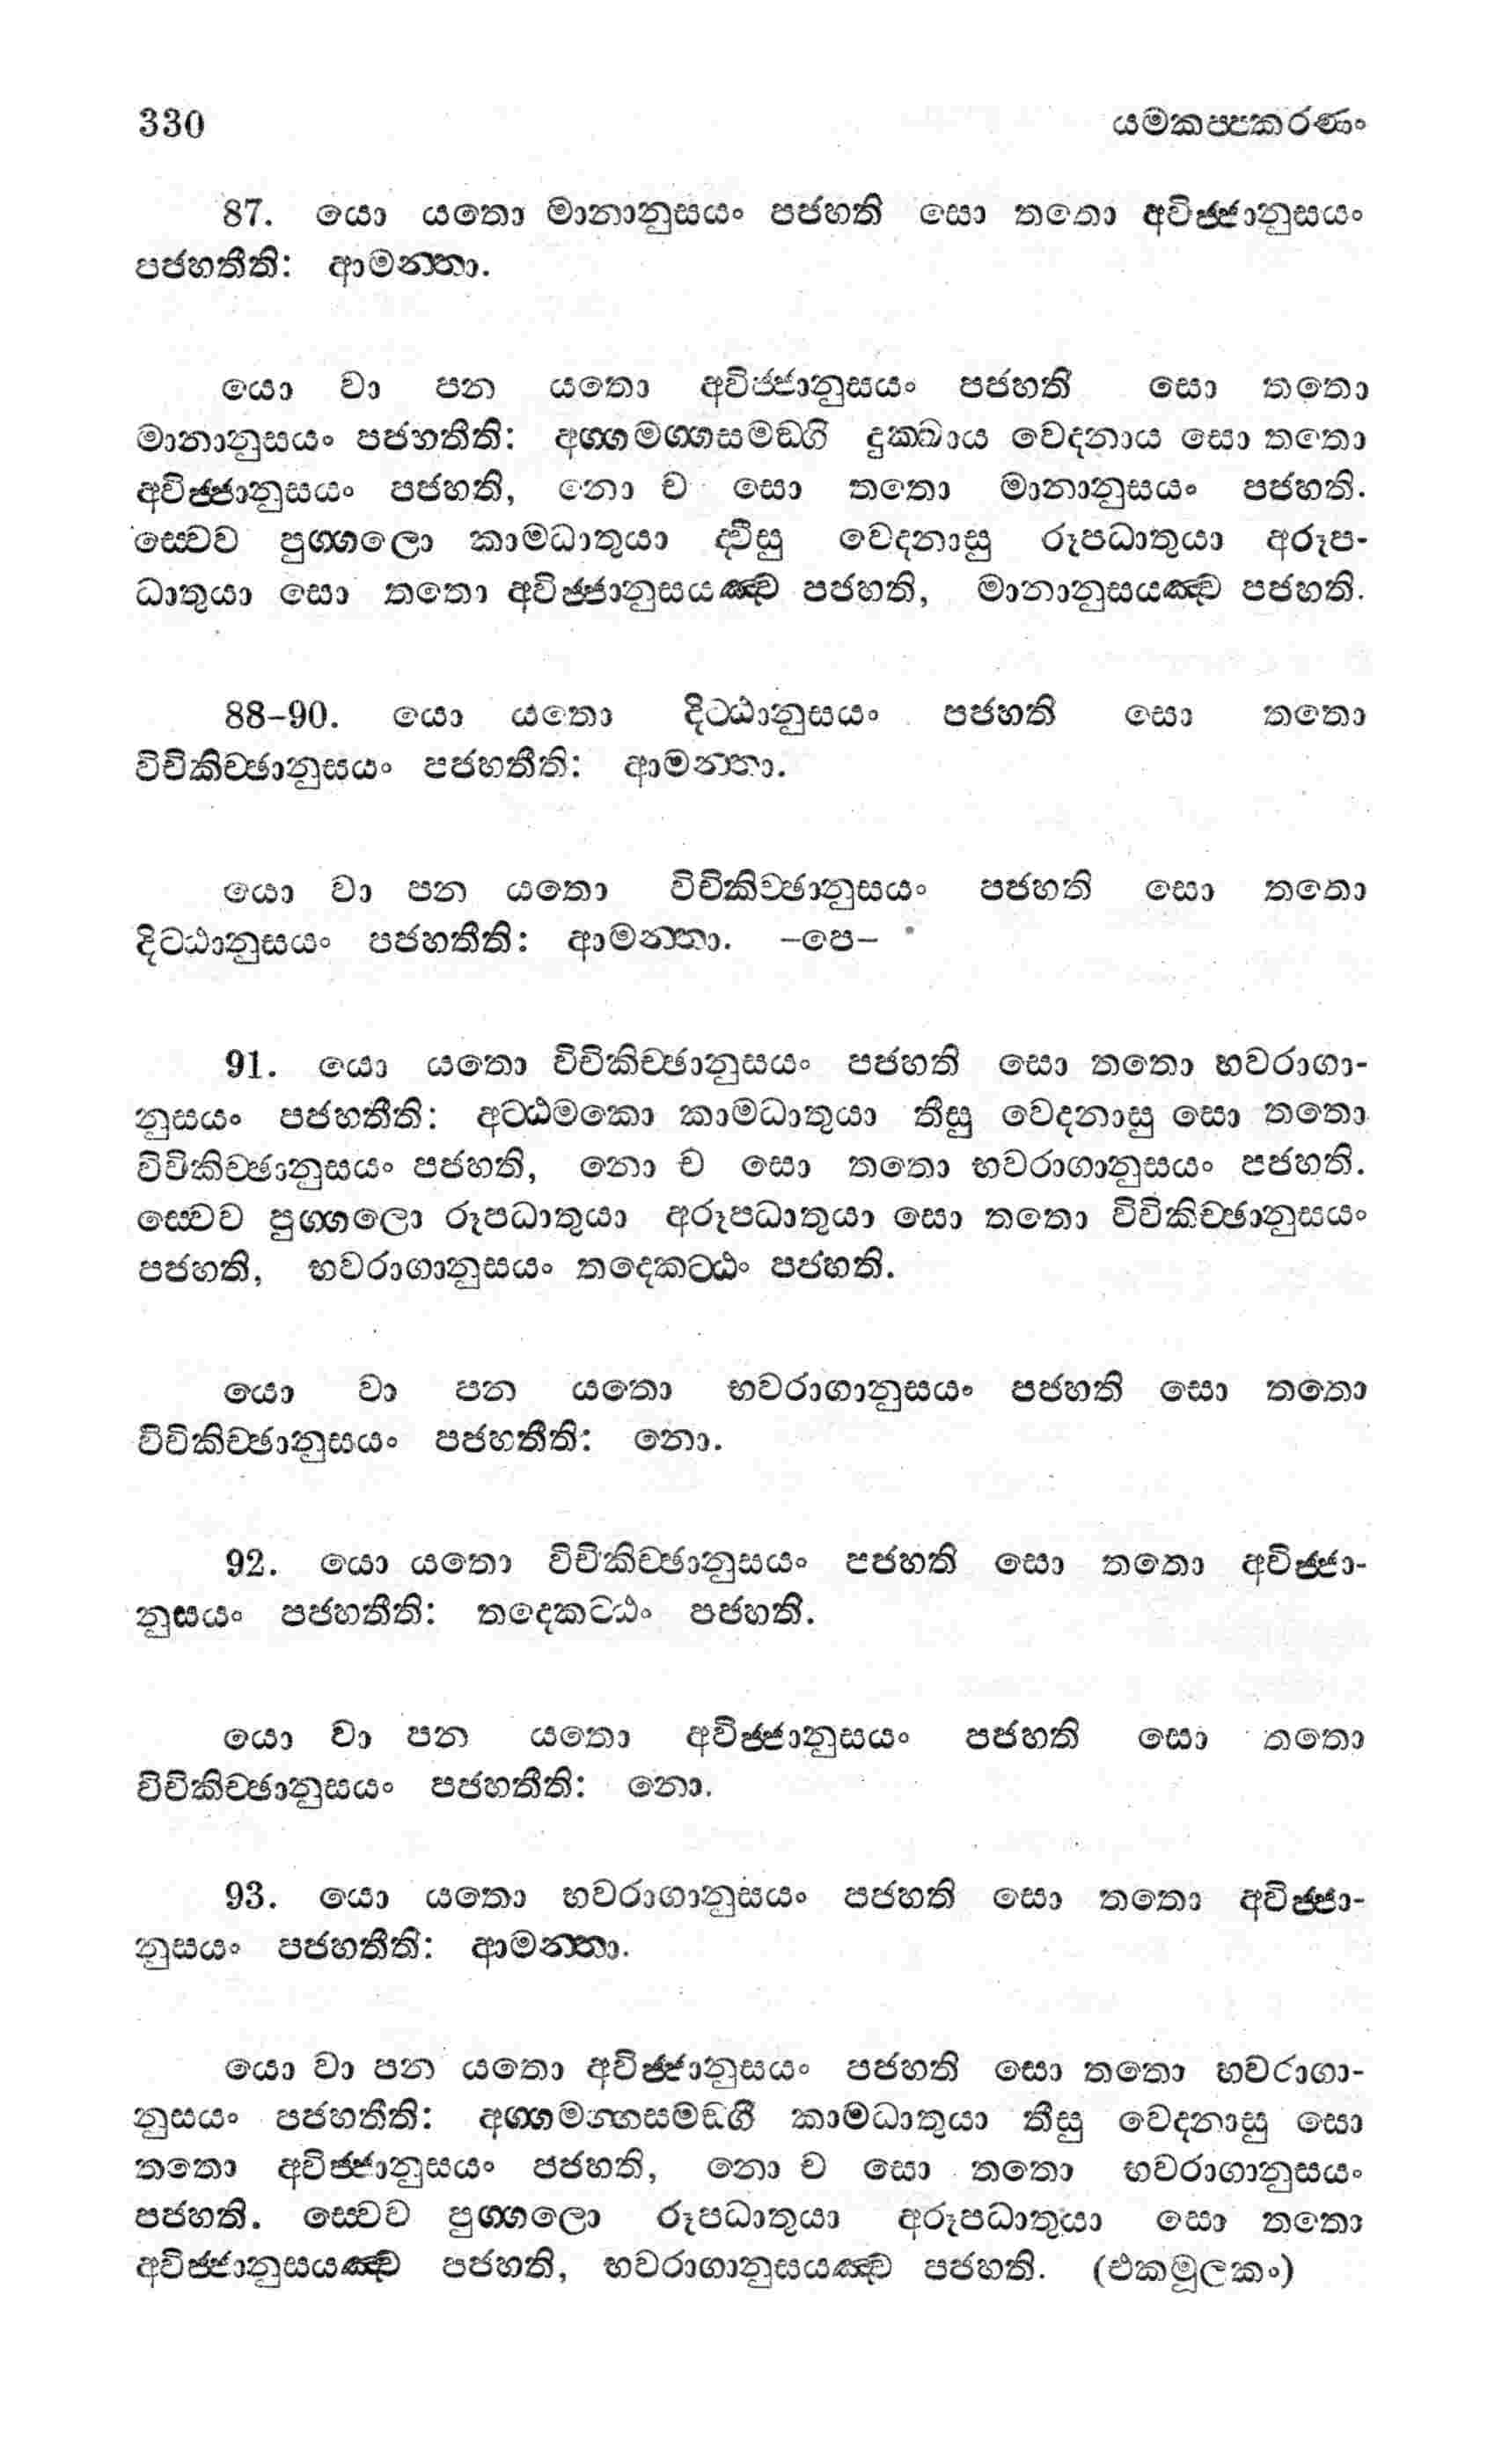 330 යමකප්පකරණං
87. යො යතො මානානුසයං පජහති සො තතො අවිජ්ජානුසයං
පජහතීති: ආමන්තා.
යො වා පන යතො අවිජ්ජානුසයං පජහති සො තතො
මානානුසයං පජහතීති: අග්ගමග්ගසමඞ්ගි දුක්ඛාය වෙදනාය සො තතො
අවිජ්ජානුසයං පජහති, නො ච සො තතො මානානුසයං පජහති.
ස්වෙව පුග්ගලො කාමධාතුයා ද්වීසු වෙදනාසු රූපධාතුයා අරූප-
ධාතුයා සො තතො අවිජ්ජානුසයඤ්ච පජහති, මානානුසයඤ්ච පජහති.
88-90. යො යතො දිට්ඨානුසයං පජහති සො තතො
විචිකිච්ඡානුසයං පජහතීති: ආමන්තා.
යො වා පන යතො විචිකිච්ඡානුසයං පජහති සො තතො
දිට්ඨානුසයං පජහතීති: ආමන්තා. –පෙ–
91. යො යතො විචිකිච්ඡානුසයං පජහති සො තතො භවරාගා-
නුසයං පජහතීති: අට්ඨමකො කාමධාතුයා තීසු වෙදනාසු සො තතො
විචිකිච්ඡානුසයං පජහති, නො ච සො තතො භවරාගානුසයං පජහති.
ස්වෙව පුග්ගලො රූපධාතුයා අරූපධාතුයා සො තතො විචිකිච්ඡානුසයං
පජහති, භවරාගානුසයං තදෙකට්ඨං පජහති.
යො වා පන යතො භවරාගානුසයං පජහති සො තතො
විචිකිච්ඡානුසයං පජහතීති: නො.
92. යො යතො විචිකිච්ඡානුසයං පජහති සො තතො අවිජ්ජා-
නුසයං පජහතීති: තදෙකට්ඨං පජහති.
යො වා පන යතො අවිජ්ජානුසයං පජහති සො තතො
විචිකිච්ඡානුසයං පජහතීති: නො.
93. යො යතො භවරාගානුසයං පජහති සො තතො අවිජ්ජා-
නුසයං පජහතීති: ආමන්තා.
යො වා පන යතො අවිජ්ජානුසයං පජහති සො තතො භවරාගා-
නුසයං පජහතීති: අග්ගමග්ගසමඞ්ගී කාමධාතුයා තීසු වෙදනාසු සො
තතො අවිජ්ජානුසයං පජහති, නො ච සො තතො භවරාගානුසයං
පජහති. ස්වෙව පුග්ගලො රූපධාතුයා අරූපධාතුයා සො තතො
අවිජ්ජානුසයඤ්ච පජහති, භවරාගානුසයඤ්ච පජහති. (එකමූලකං)